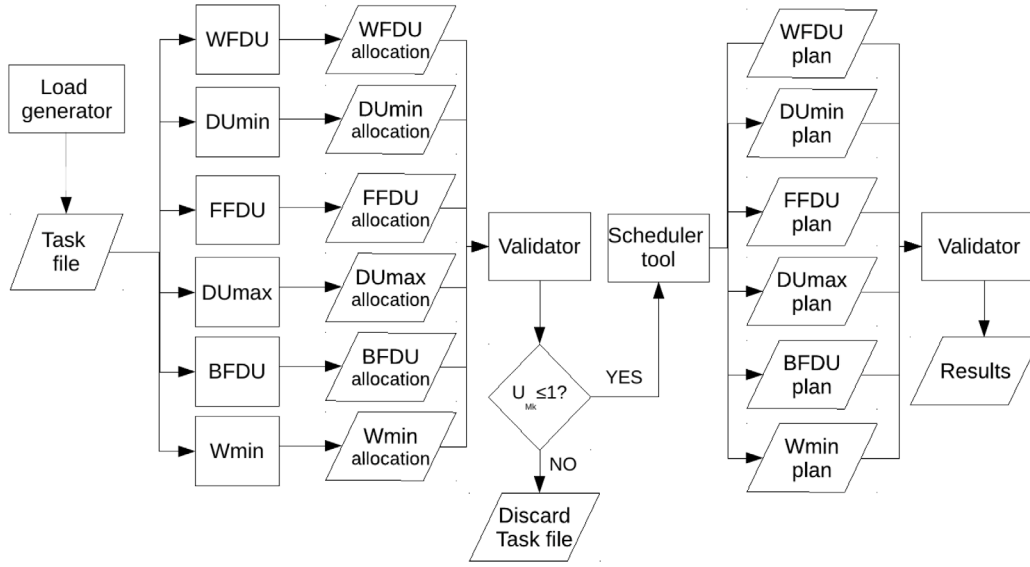 Load
generator
Task
file
WFDU
DUmin
FFDU
DUmax
BFDU
Wmin
WFDU
allocation
DUmin
allocation
FFDU
allocation
DUmax
allocation
BFDU
allocation
Wmin
allocation
Validator
U Mk ≤1?
YES
NO
Discard
Task file
Scheduler
tool
WFDU
plan
DUmin
plan
FFDU
plan
DUmax
plan
BFDU
plan
Wmin
plan
Validator
Results